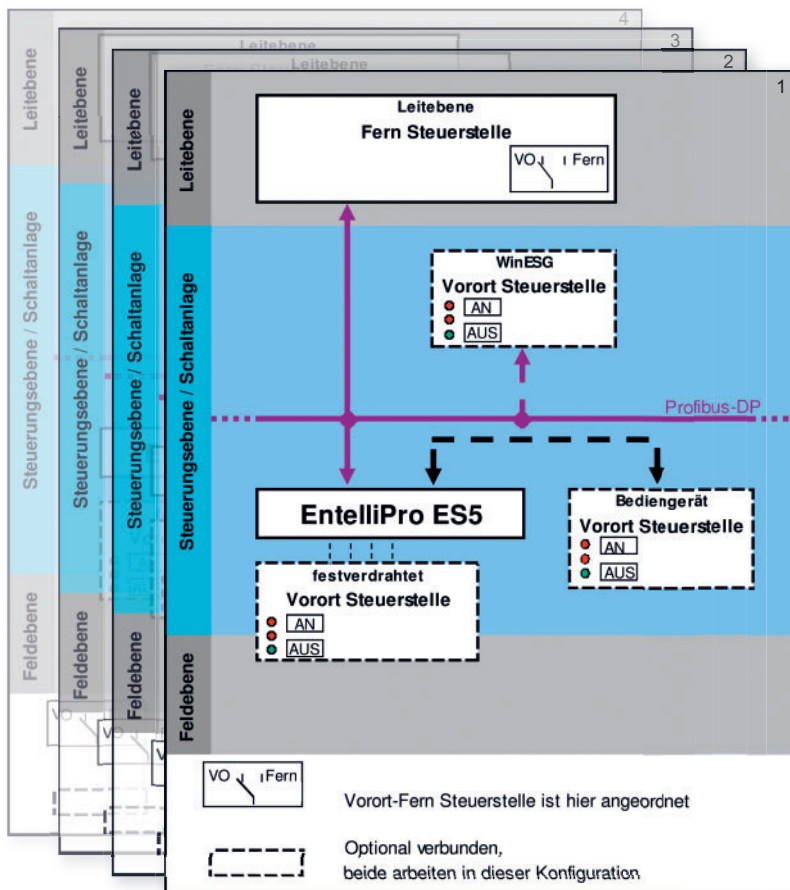 4
3
2
1
Leitebene
Leitebene
Leitebene
Leitebene
Leitebene
Leitebene
Leitebene
Fern Steuerstelle
VO Fern
Steuerungsebene / Schaltanlage
Steuerungsebene / Schaltanlage
Steuerungsebene / Schaltanlage
Steuerungsebene / Schaltanlage
WinESG
Vorort Steuerstelle
AN
AUS
Profibus-DP
EntelliPro ES5
Bediengerät
Vorort Steuerstelle
AN
AUS
festverdrahtet
Vorort Steuerstelle
AN
AUS
Feldebene
Feldebene
Feldebene
Feldebene
VO
VO Fern
Vorort-Fern Steuerstelle ist hier angeordnet
Optional verbunden,
beide arbeiten in dieser Konfiguration